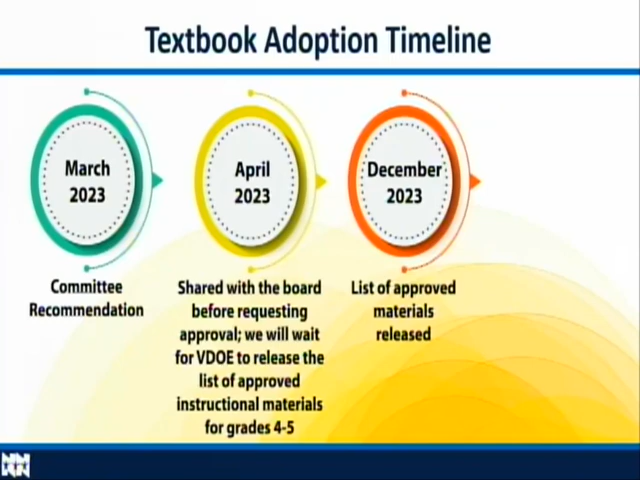 Textbook Adoption Timeline
March
2023
April
2023
December
2023
Committee
Recommendation
Shared with the board
before requesting
approval; we will wait
for VDOE to release the
list of approved
instructional materials
for grades 4-5
List of approved
materials
released